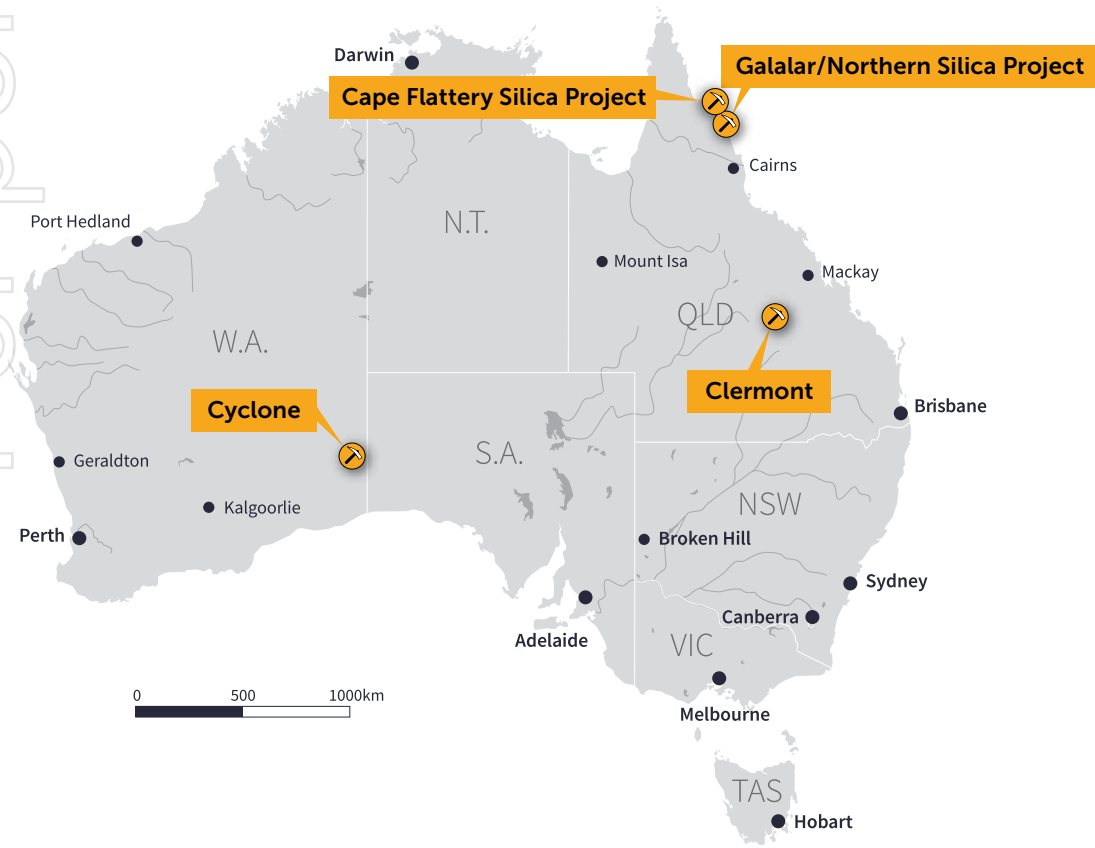 Darwin
Galalar/Northern Silica Project
Cape Flattery Silica Project
Cairns
Port Hedland
N.T.
Mount Isa
Mackay
QLD
W.A.
Clermont
Cyclone
Brisbane
S.A.
Geraldton
NSW
Kalgoorlie
Perth
Broken Hill
Sydney
Canberra
Adelaide
VIC
0 500 1000km
Melbourne
TAS
Hobart